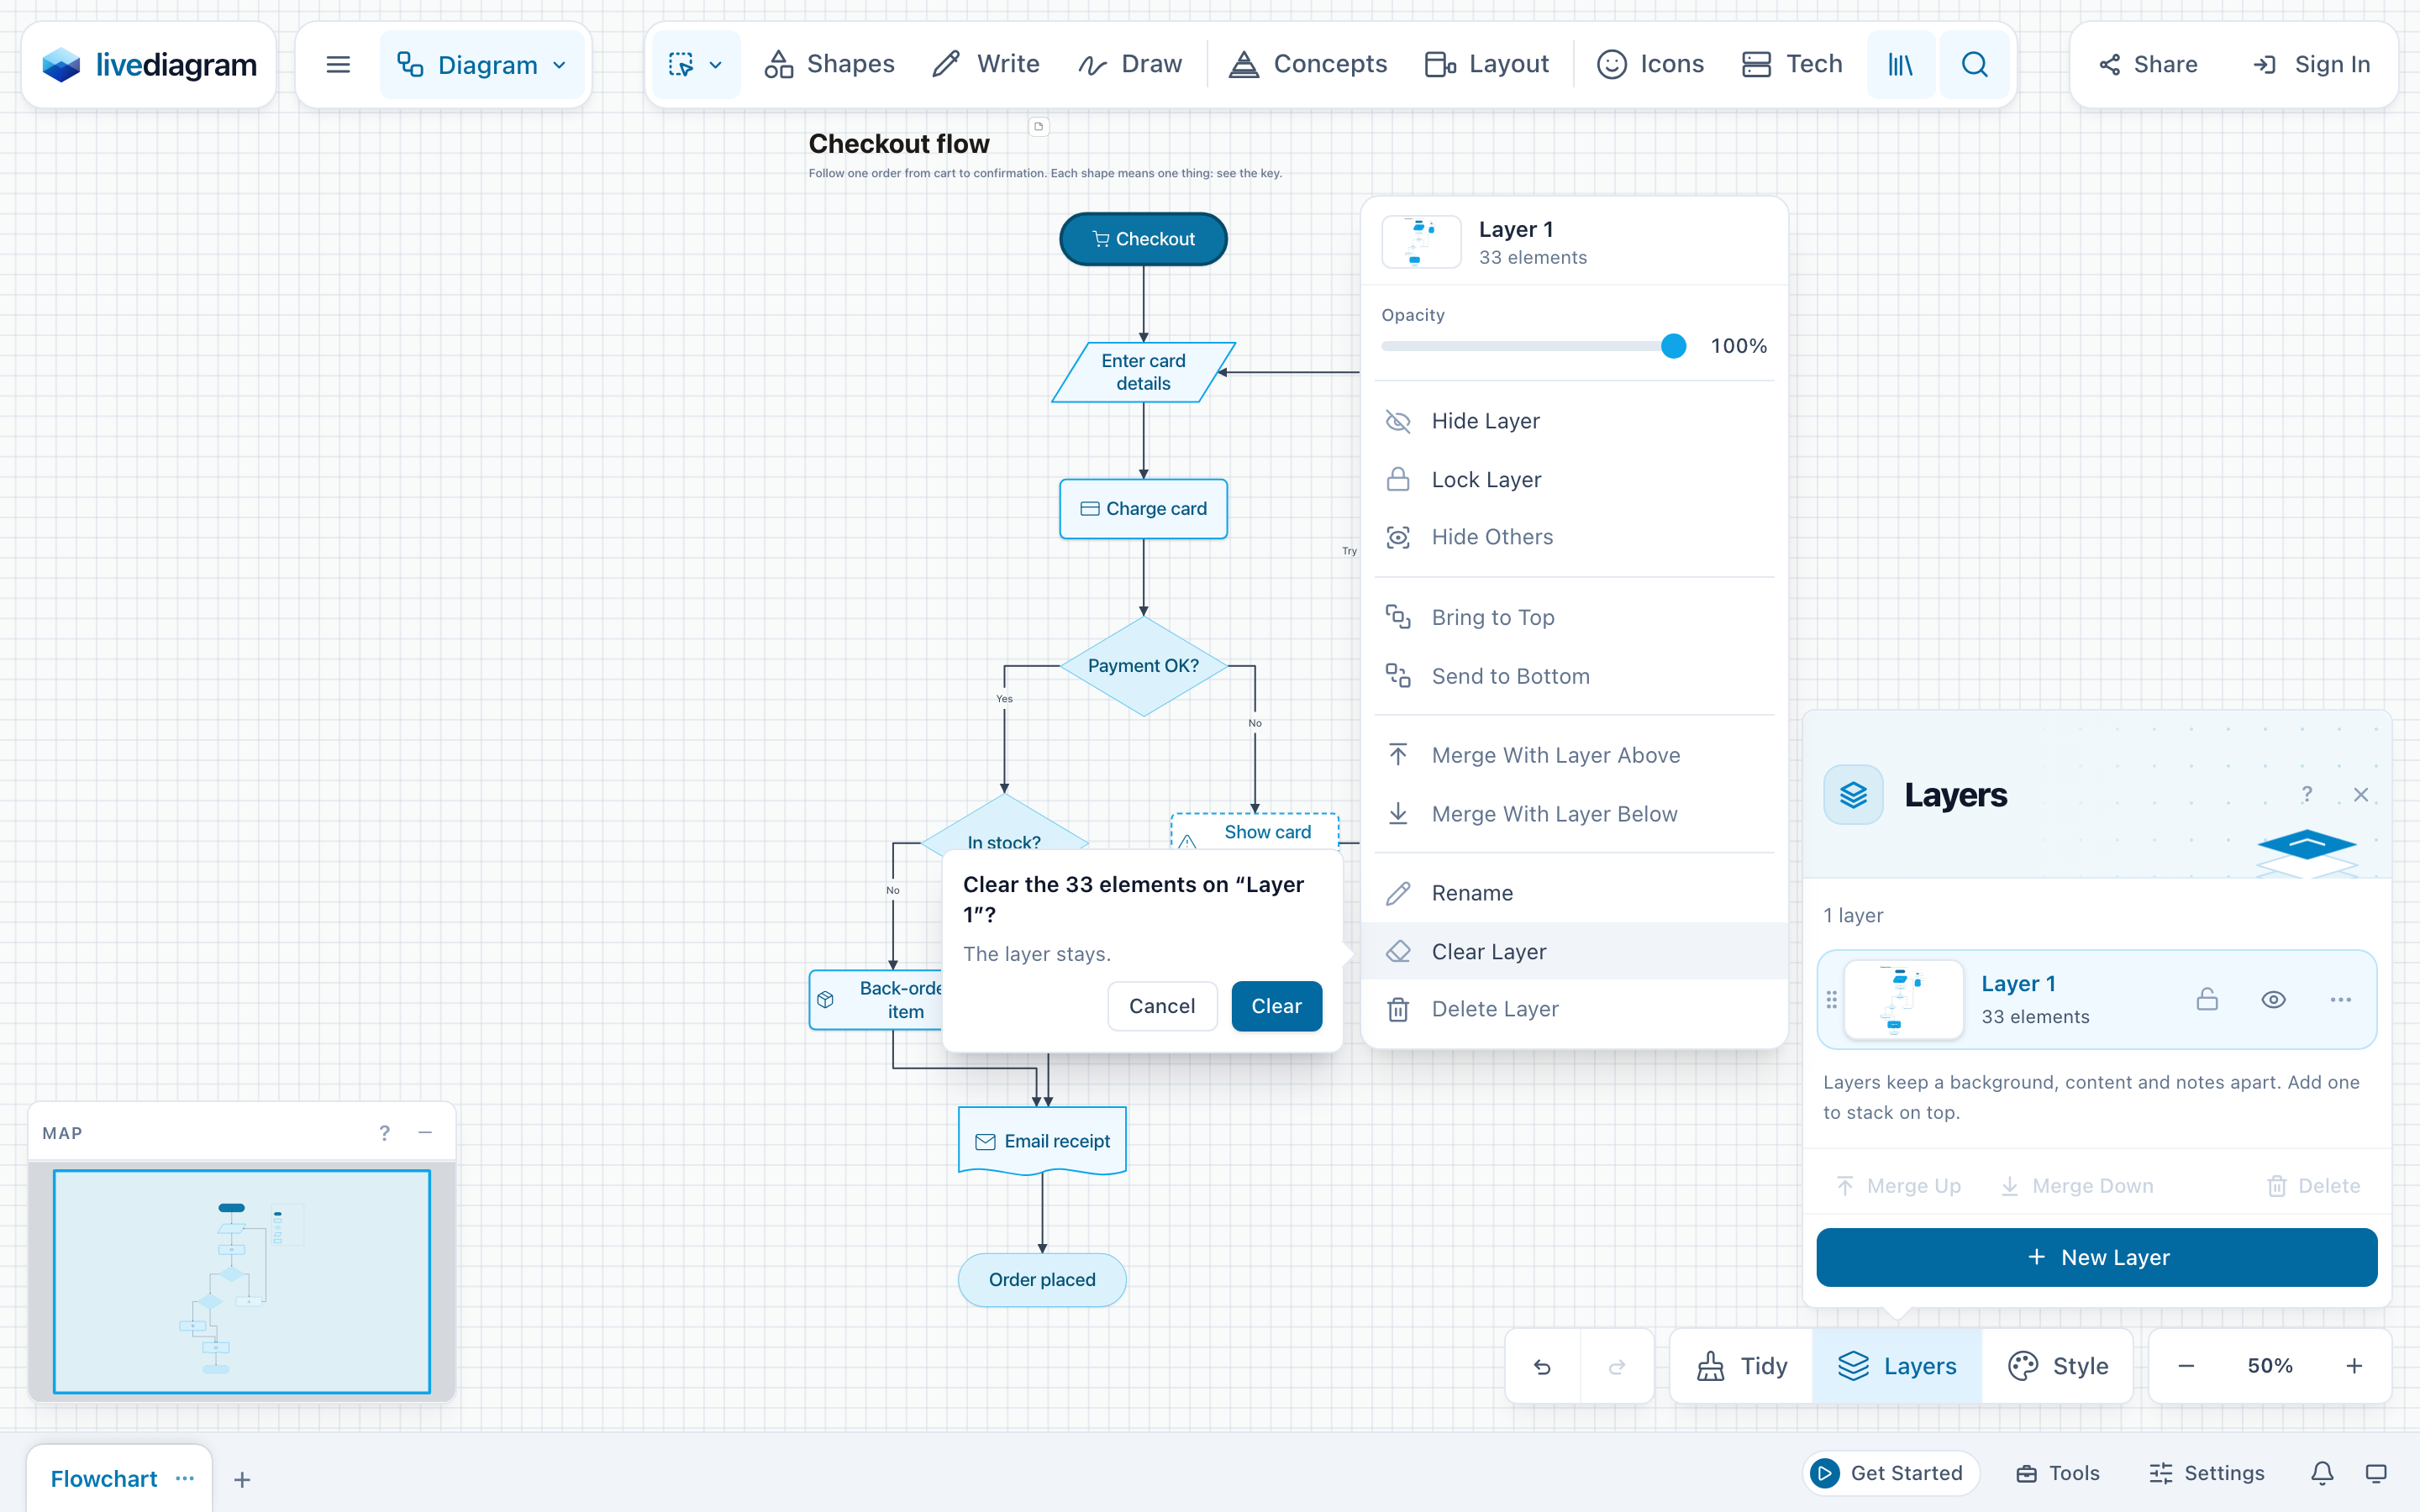 livediagram
Diagram
Shapes
Write
Draw
Concepts
Layout
Icons
Tech
Share
Sign In
Checkout flow
Follow one order from cart to confirmation. Each shape means one thing: see the key.
Checkout
Enter card
details
Charge card
Try
Payment OK?
Yes
No
In stock?
Show card
No
Back-orde
item
Email receipt
Order placed
Layer 1
33 elements
Opacity
100%
Hide Layer
Lock Layer
Hide Others
Bring to Top
Send to Bottom
Merge With Layer Above
Merge With Layer Below
Rename
Clear Layer
Delete Layer
Clear the 33 elements on “Layer
1”?
The layer stays.
Cancel
Clear
Layers
?
1 layer
Layer 1
33 elements
Layers keep a background, content and notes apart. Add one
to stack on top.
Merge Up
Merge Down
Delete
New Layer
MAP
?
Tidy
Layers
Style
50%
Flowchart
Get Started
Tools
Settings